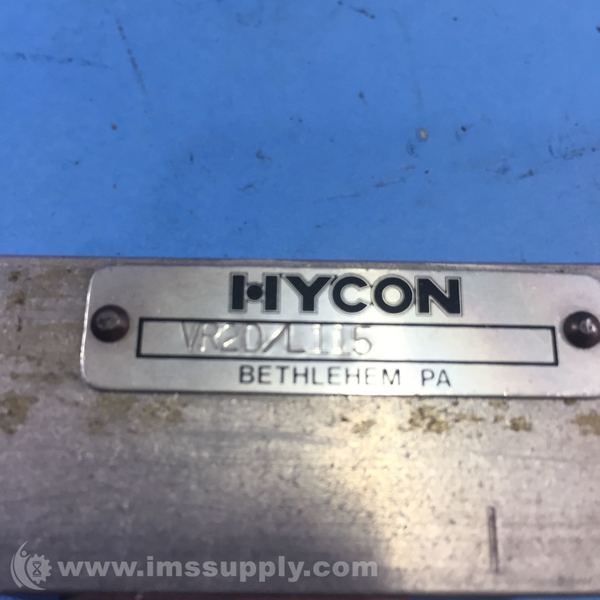 HYCON
VR2D/L115
BETHLEHEM PA
www.imssupply.com